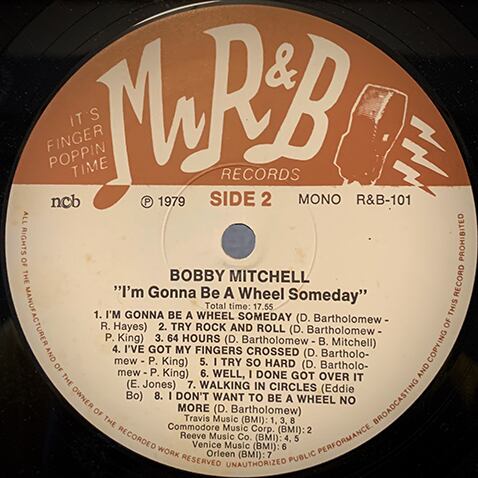 IT'S
FINGER
POPPIN
TIME
Mr R&B
RECORDS
ncb
Ⓟ 1979
SIDE 2
MONO R&B-101
BOBBY MITCHELL
"I'm Gonna Be A Wheel Someday"
Total time: 17.55
1. I'M GONNA BE A WHEEL SOMEDAY (D. Bartholomew -
R. Hayes) 2. TRY ROCK AND ROLL (D. Bartholomew -
P. King) 3. 64 HOURS (D. Bartholomew - B. Mitchell)
4. I'VE GOT MY FINGERS CROSSED (D. Bartholo-
mew - P. King) 5. I TRY SO HARD (D. Bartholo-
mew - P. King) 6. WELL, I DONE GOT OVER IT
(E. Jones) 7. WALKING IN CIRCLES (Eddie
Bo) 8. I DON'T WANT TO BE A WHEEL NO
MORE (D. Bartholomew)
Travis Music (BMI): 1, 3, 8
Commodore Music Corp. (BMI): 2
Reeve Music Co. (BMI): 4, 5
Venice Music (BMI): 6
Orleen (BMI): 7
ALL RIGHTS OF THE MANUFACTURER AND OF THE OWNER OF THE RECORDED WORK RESERVED UNAUTHORIZED PUBLIC PERFORMANCE, BROADCASTING AND COPYING OF THIS RECORD PROHIBITED.